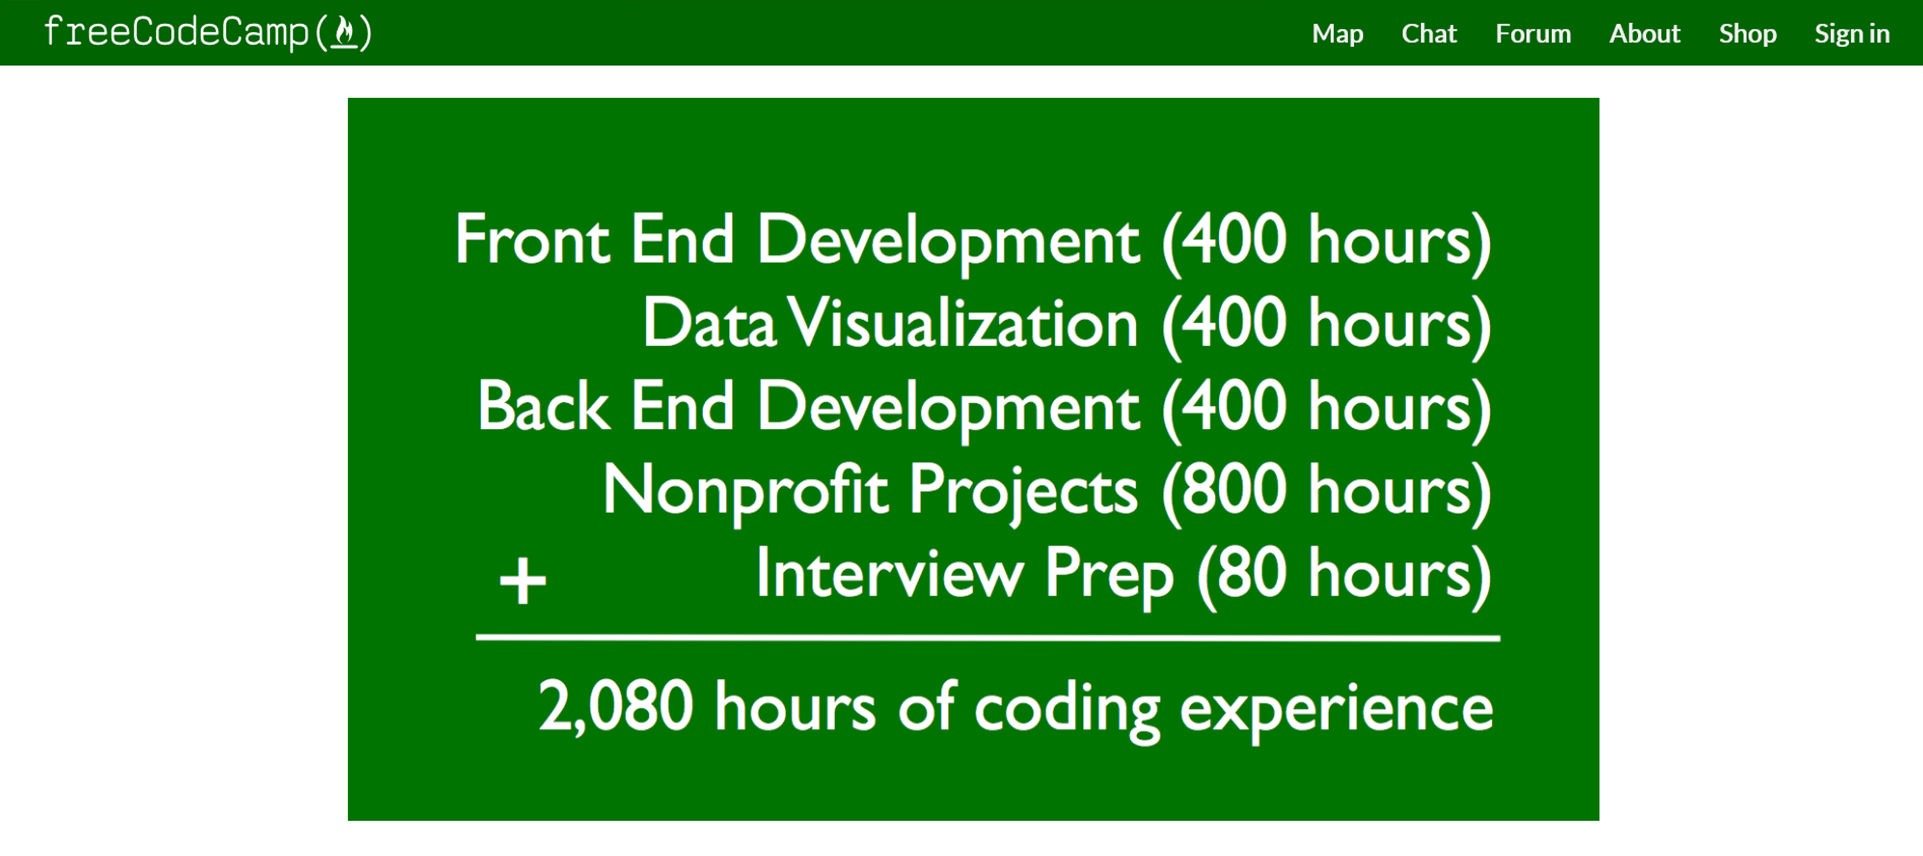 freeCodeCamp()
Map Chat Forum About Shop Sign in
Front End Development (400 hours)
Data Visualization (400 hours)
Back End Development (400 hours)
Nonprofit Projects (800 hours)
+ Interview Prep (80 hours)
2,080 hours of coding experience